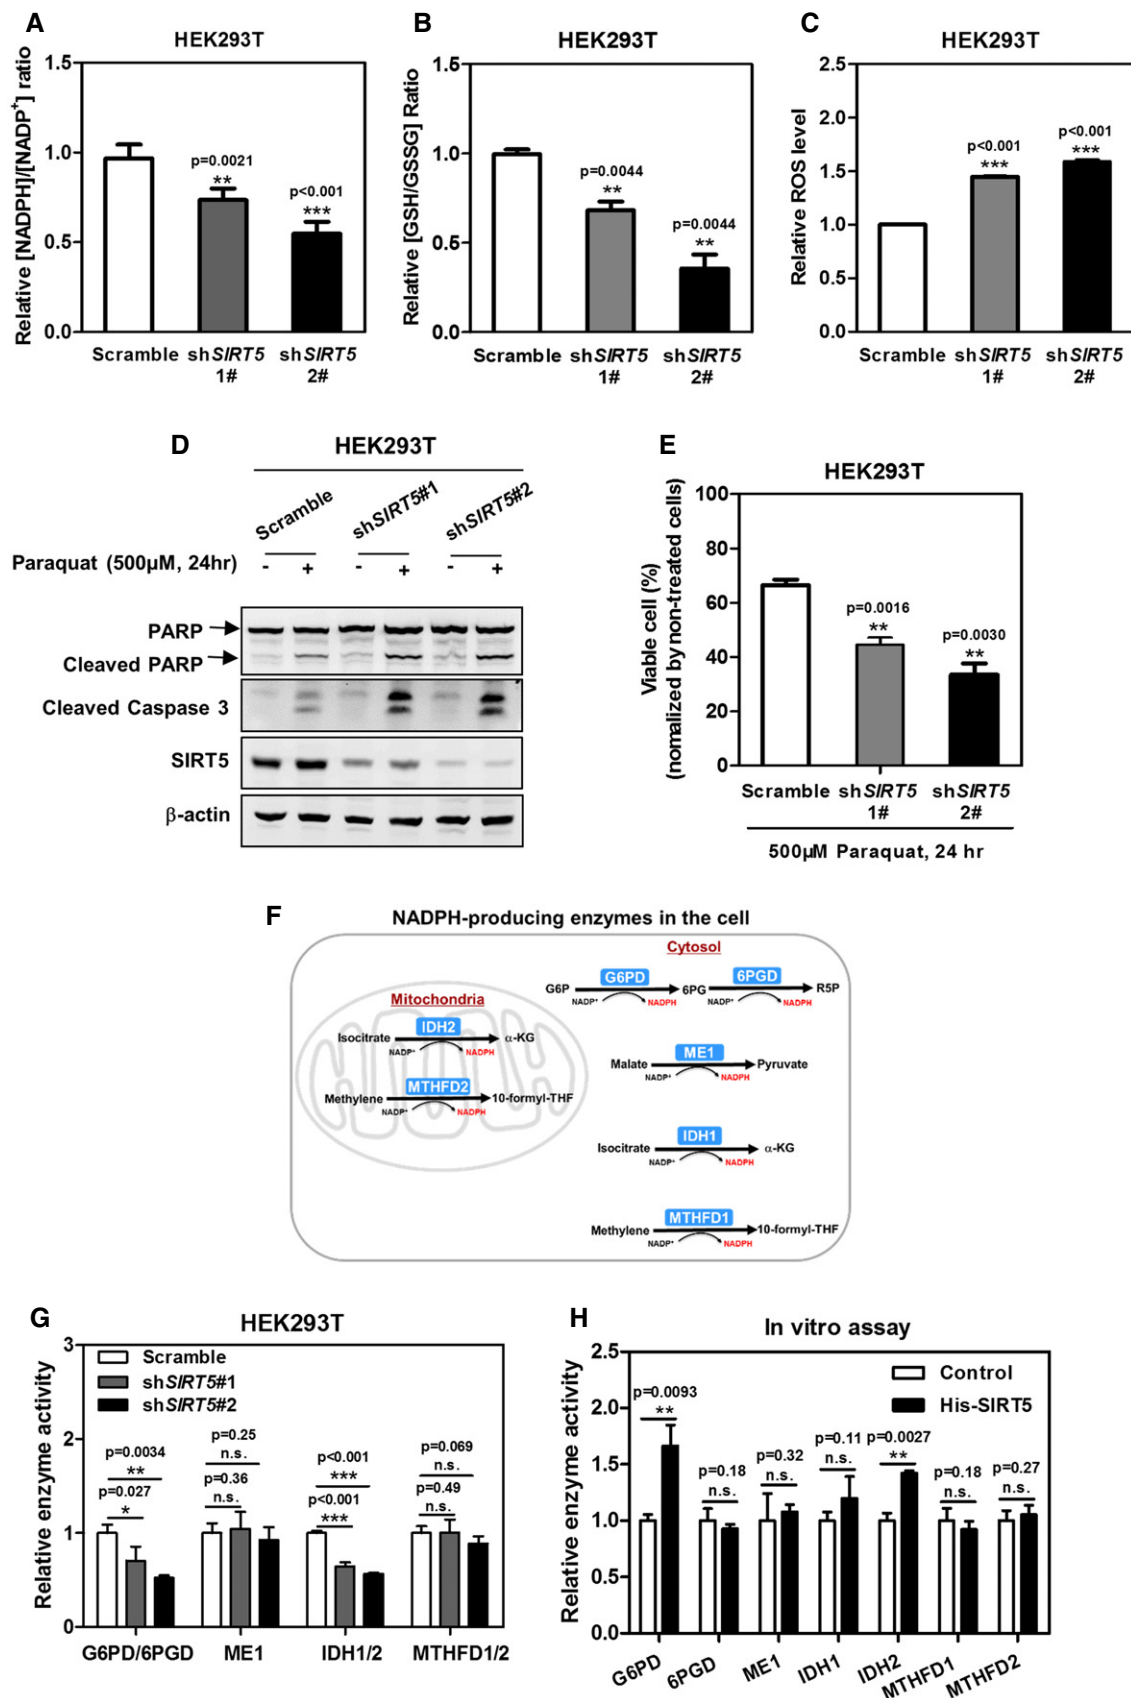 A
HEK293T
Relative [NADPH]/[NADP+] ratio
1.5
1.0
0.5
0.0
p=0.0021
**
p<0.001
***
Scramble shSIRT5 shSIRT5
1# 2#
B
HEK293T
Relative [GSH/GSSG] Ratio
1.5
1.0
0.5
0.0
p=0.0044
**
p=0.0044
**
Scramble shSIRT5 shSIRT5
1# 2#
C
HEK293T
Relative ROS level
2.5
2.0
1.5
1.0
0.5
0.0
p<0.001
***
p<0.001
***
Scramble shSIRT5 shSIRT5
1# 2#
D
HEK293T
Scramble shSIRT5#1 shSIRT5#2
Paraquat (500μM, 24hr) - + - + - +
PARP
Cleaved PARP
Cleaved Caspase 3
SIRT5
β-actin
E
HEK293T
Viable cell (%)
(nomalized by non-treated cells)
100
80
60
40
20
0
p=0.0016
**
p=0.0030
**
Scramble shSIRT5 shSIRT5
1# 2#
500μM Paraquat, 24 hr
F
NADPH-producing enzymes in the cell
Cytosol
G6P G6PD 6PG 6PGD R5P
NADP+ NADPH NADP+ NADPH
Mitochondria
Isocitrate IDH2 α-KG
NADP+ NADPH
Methylene MTHFD2 10-formyl-THF
NADP+ NADPH
Malate ME1 Pyruvate
NADP+ NADPH
Isocitrate IDH1 α-KG
NADP+ NADPH
Methylene MTHFD1 10-formyl-THF
NADP+ NADPH
G
HEK293T
Relative enzyme activity
3
2
1
0
Scramble
shSIRT5#1
shSIRT5#2
p=0.0034
**
p=0.027
*
p=0.25
n.s.
p=0.36
n.s.
p<0.001
***
p<0.001
***
p=0.069
n.s.
p=0.49
n.s.
G6PD/6PGD ME1 IDH1/2 MTHFD1/2
H
In vitro assay
Relative enzyme activity
2.5
2.0
1.5
1.0
0.5
0.0
Control
His-SIRT5
p=0.0093
**
p=0.18
n.s.
p=0.32
n.s.
p=0.11
n.s.
p=0.0027
**
p=0.18
n.s.
p=0.27
n.s.
G6PD 6PGD ME1 IDH1 IDH2 MTHFD1 MTHFD2